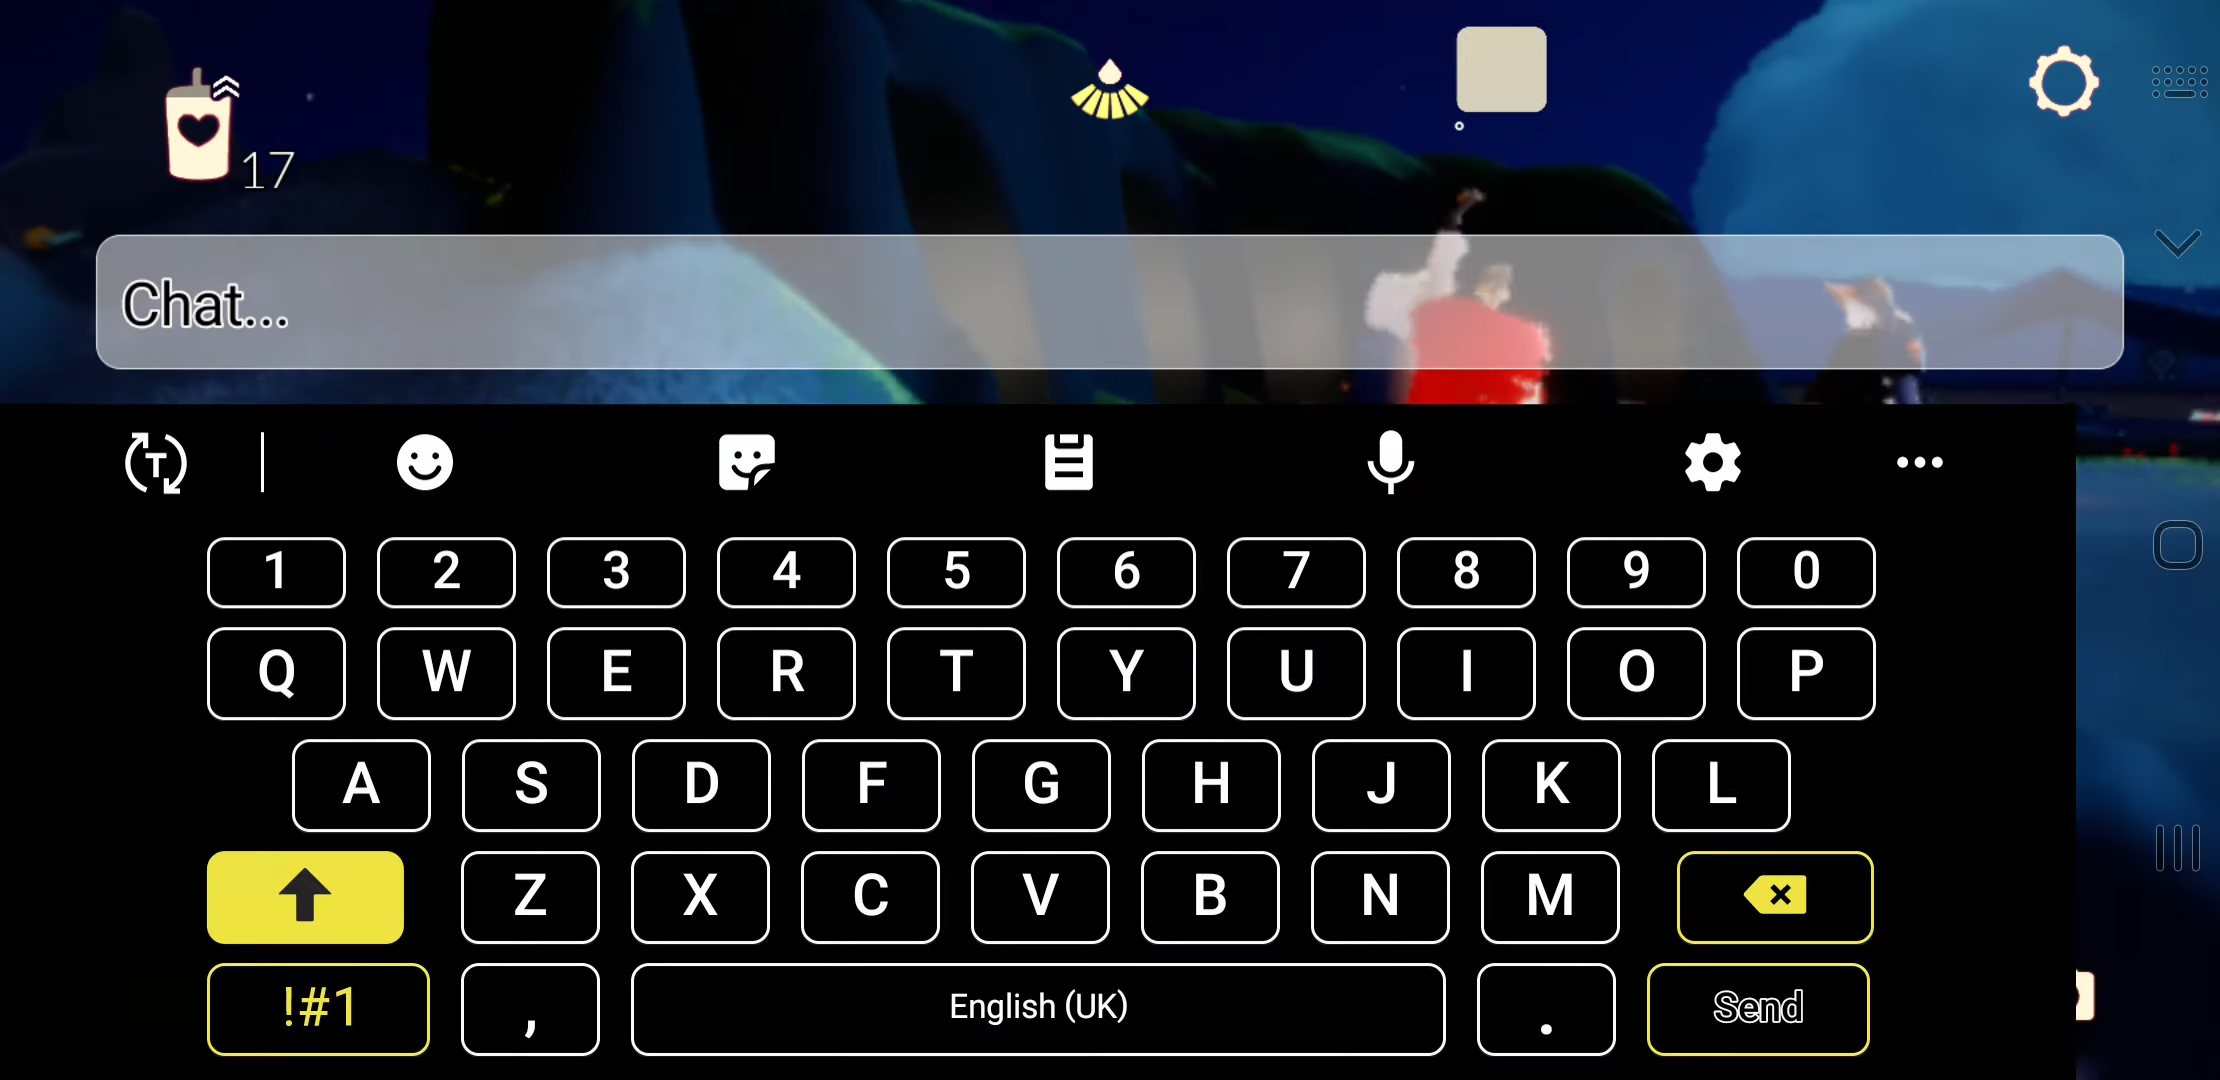 17
Chat...
T
1 2 3 4 5 6 7 8 9 0
Q W E R T Y U I O P
A S D F G H J K L
Z X C V B N M
!#1 , English (UK) . Send